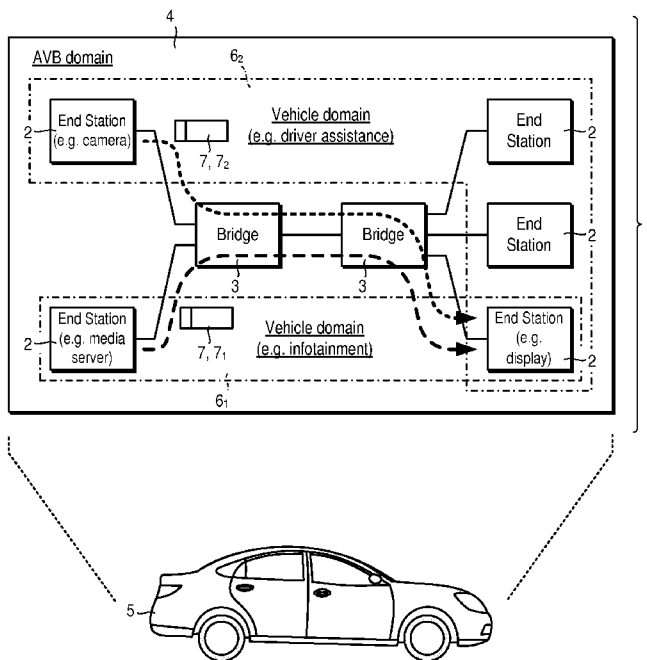 4
AVB domain
6₂
End Station
(e.g. camera)
2
Vehicle domain
(e.g. driver assistance)
7, 7₂
End
Station
2
Bridge
3
Bridge
3
End
Station
2
End Station
(e.g. media
server)
2
7, 7₁
Vehicle domain
(e.g. infotainment)
End Station
(e.g.
display)
2
6₁
5